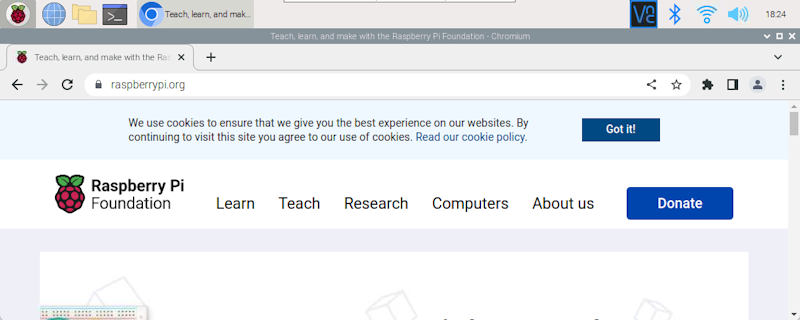 Teach, learn, and mak...
18:24
Teach, learn, and make with the Raspberry Pi Foundation - Chromium
Teach, learn, and make with the Ras
raspberrypi.org
We use cookies to ensure that we give you the best experience on our websites. By
continuing to visit this site you agree to our use of cookies. Read our cookie policy.
Got it!
Raspberry Pi
Foundation
Learn
Teach
Research
Computers
About us
Donate